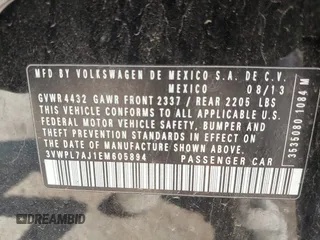 MFD. BY VOLKSWAGEN DE MEXICO S.A. DE C.V.
MEXICO 08/13
GVWR 4432 GAWR FRONT 2337 / REAR 2205 LBS
THIS VEHICLE CONFORMS TO ALL APPLICABLE U.S.
FEDERAL MOTOR VEHICLE SAFETY, BUMPER AND
THEFT PREVENTION STANDARDS IN EFFECT ON
THE DATE OF MANUFACTURE SHOWN ABOVE.
3VWPL7AJ1EM605894 PASSENGER CAR
3535080 1084 M
DREAMBID